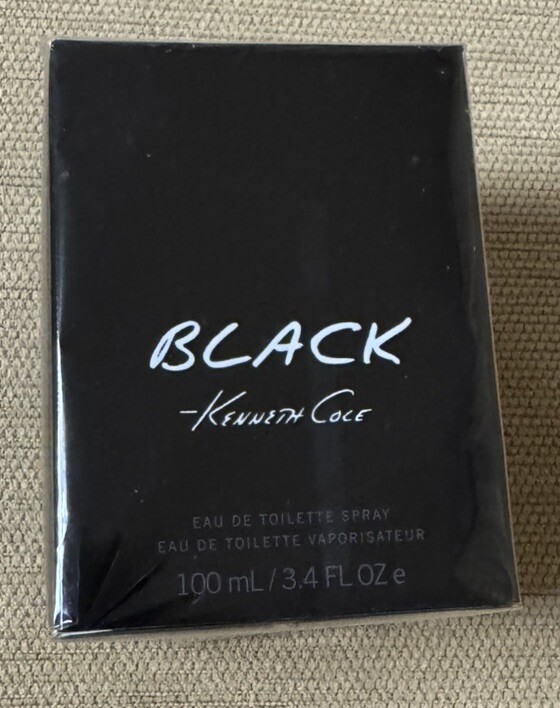 BLACK
-KENNETH COLE
EAU DE TOILETTE SPRAY
EAU DE TOILETTE VAPORISATEUR
100 mL / 3.4 FL OZ e